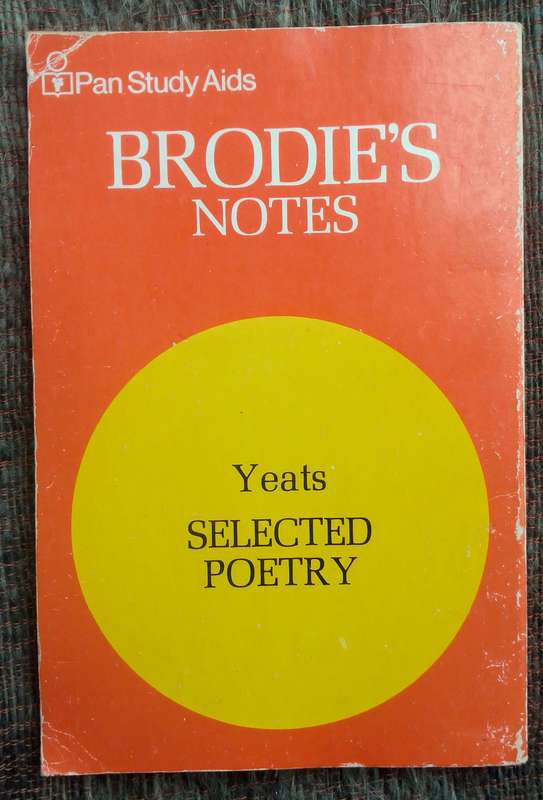 Pan Study Aids
BRODIE'S
NOTES
Yeats
SELECTED
POETRY